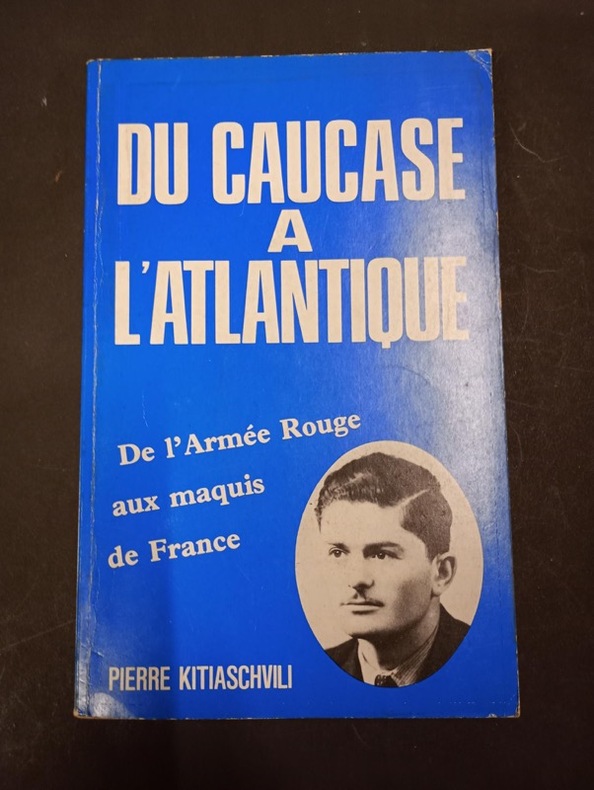 DU CAUCASE
A
L'ATLANTIQUE
De l'Armée Rouge
aux maquis
de France
PIERRE KITIASCHVILI